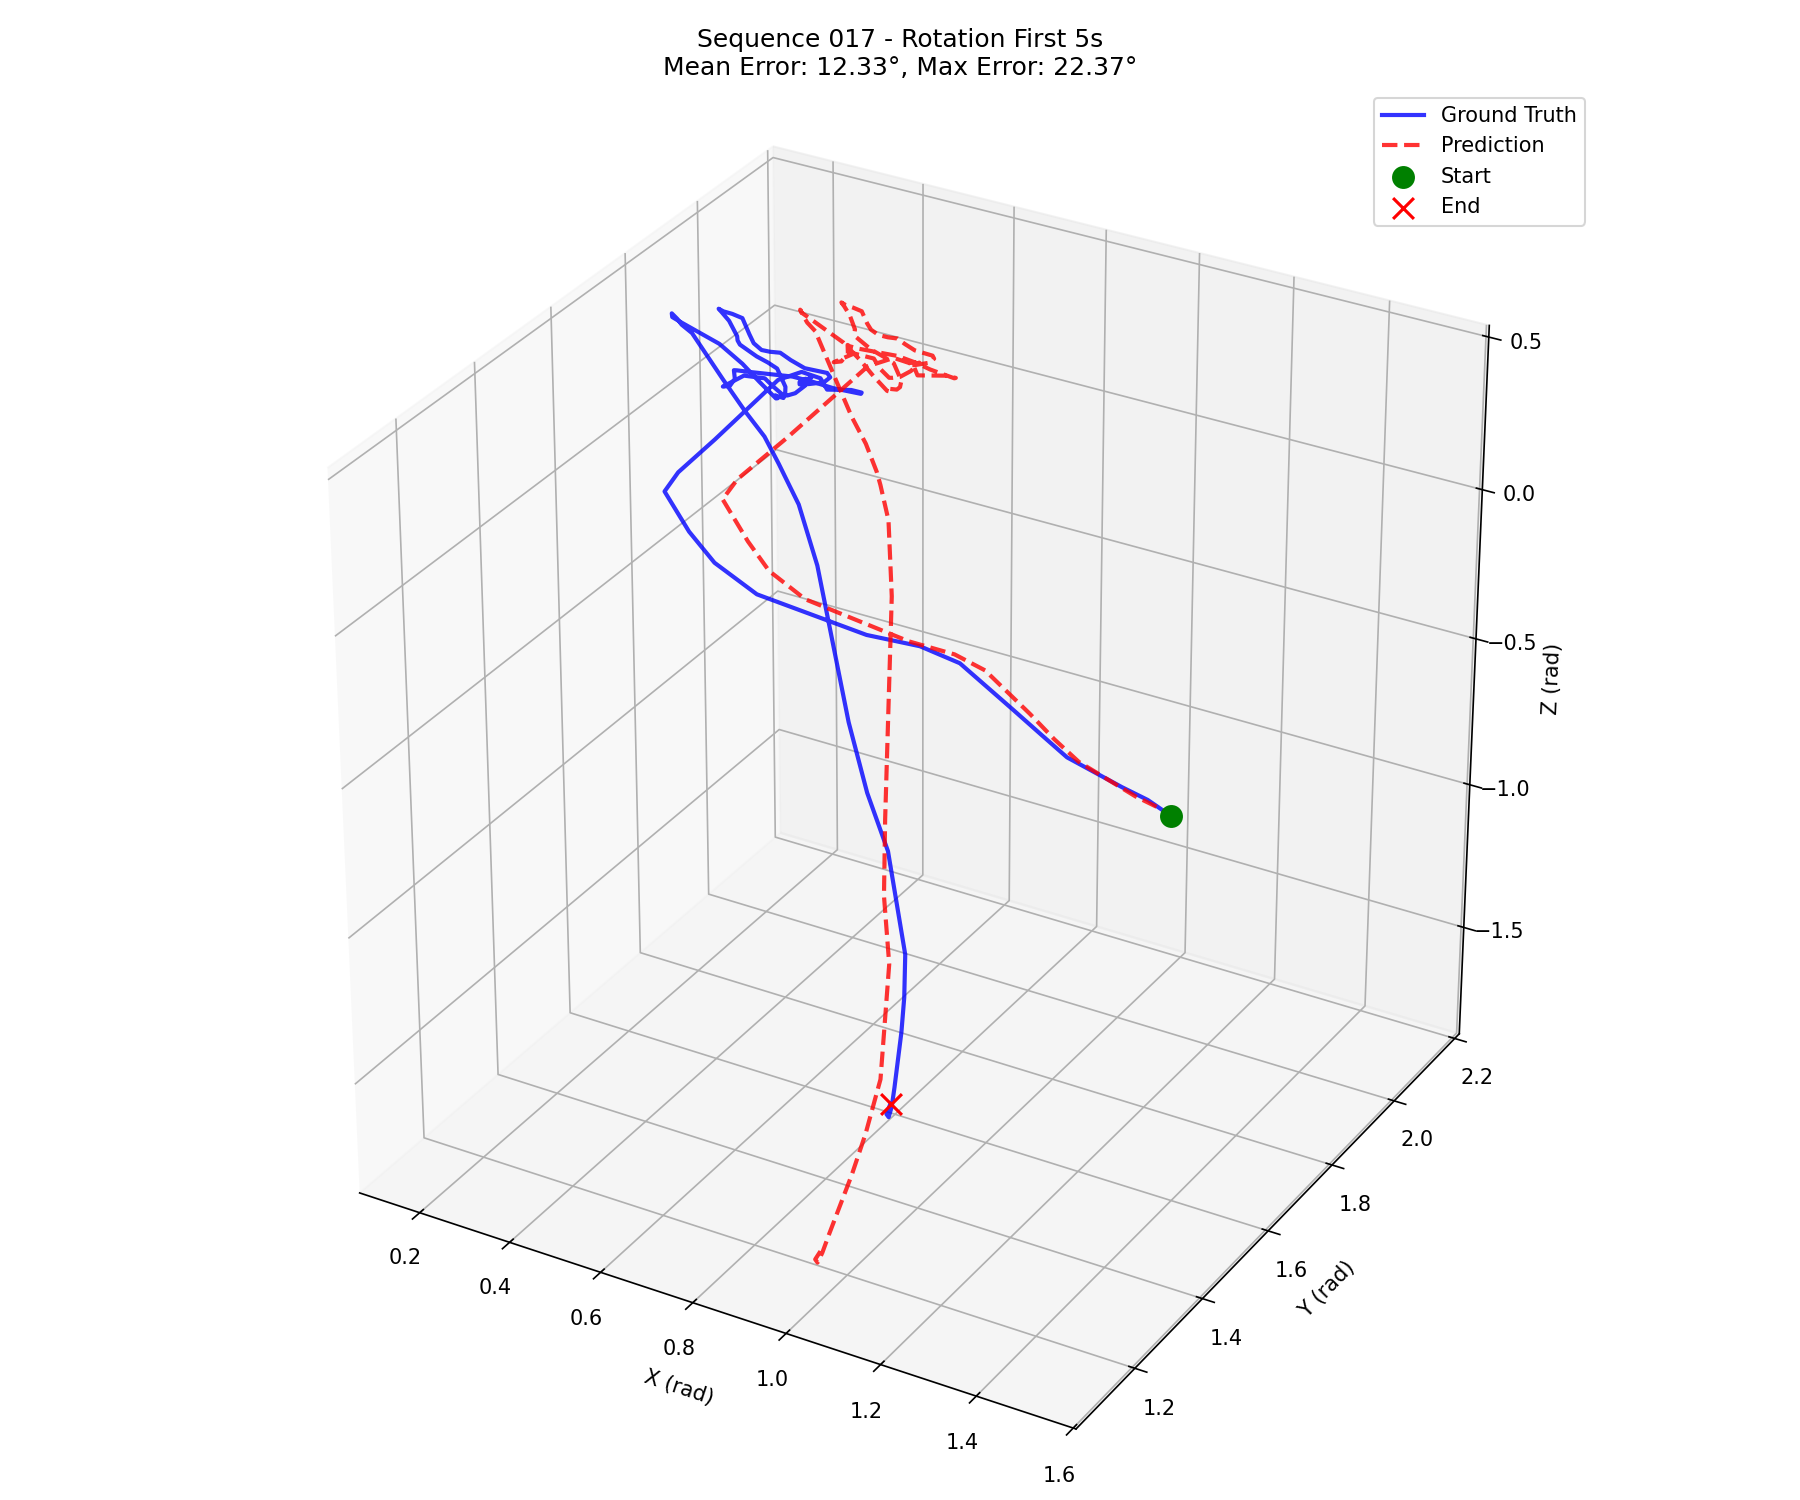 Sequence 017 - Rotation First 5s
Mean Error: 12.33°, Max Error: 22.37°
Ground Truth
Prediction
Start
End
0.5
0.0
−0.5
−1.0
−1.5
Z (rad)
2.2
2.0
1.8
1.6
1.4
1.2
Y (rad)
0.2
0.4
0.6
0.8
1.0
1.2
1.4
1.6
X (rad)